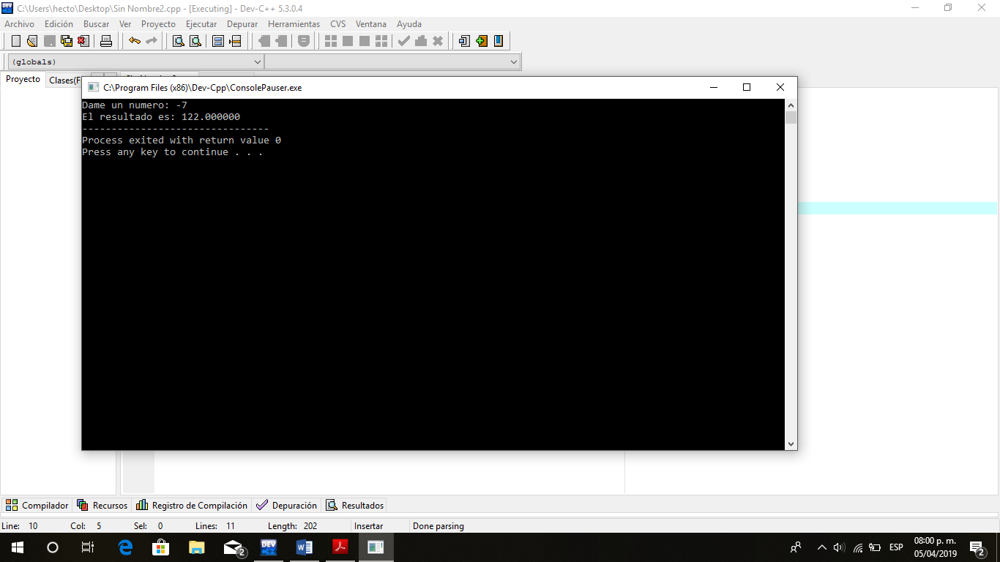 C:\Users\hecto\Desktop\Sin Nombre2.cpp - [Executing] - Dev-C++ 5.3.0.4
Archivo Edición Buscar Ver Proyecto Ejecutar Depurar Herramientas CVS Ventana Ayuda
(globals)
Proyecto Clases(F
C:\Program Files (x86)\Dev-Cpp\ConsolePauser.exe
Dame un numero: -7
El resultado es: 122.000000
--------------------------------
Process exited with return value 0
Press any key to continue . . .
Compilador Recursos Registro de Compilación Depuración Resultados
Line: 10 Col: 5 Sel: 0 Lines: 11 Length: 202 Insertar Done parsing
DEV 2 ESP 08:00 p. m.
05/04/2019 2